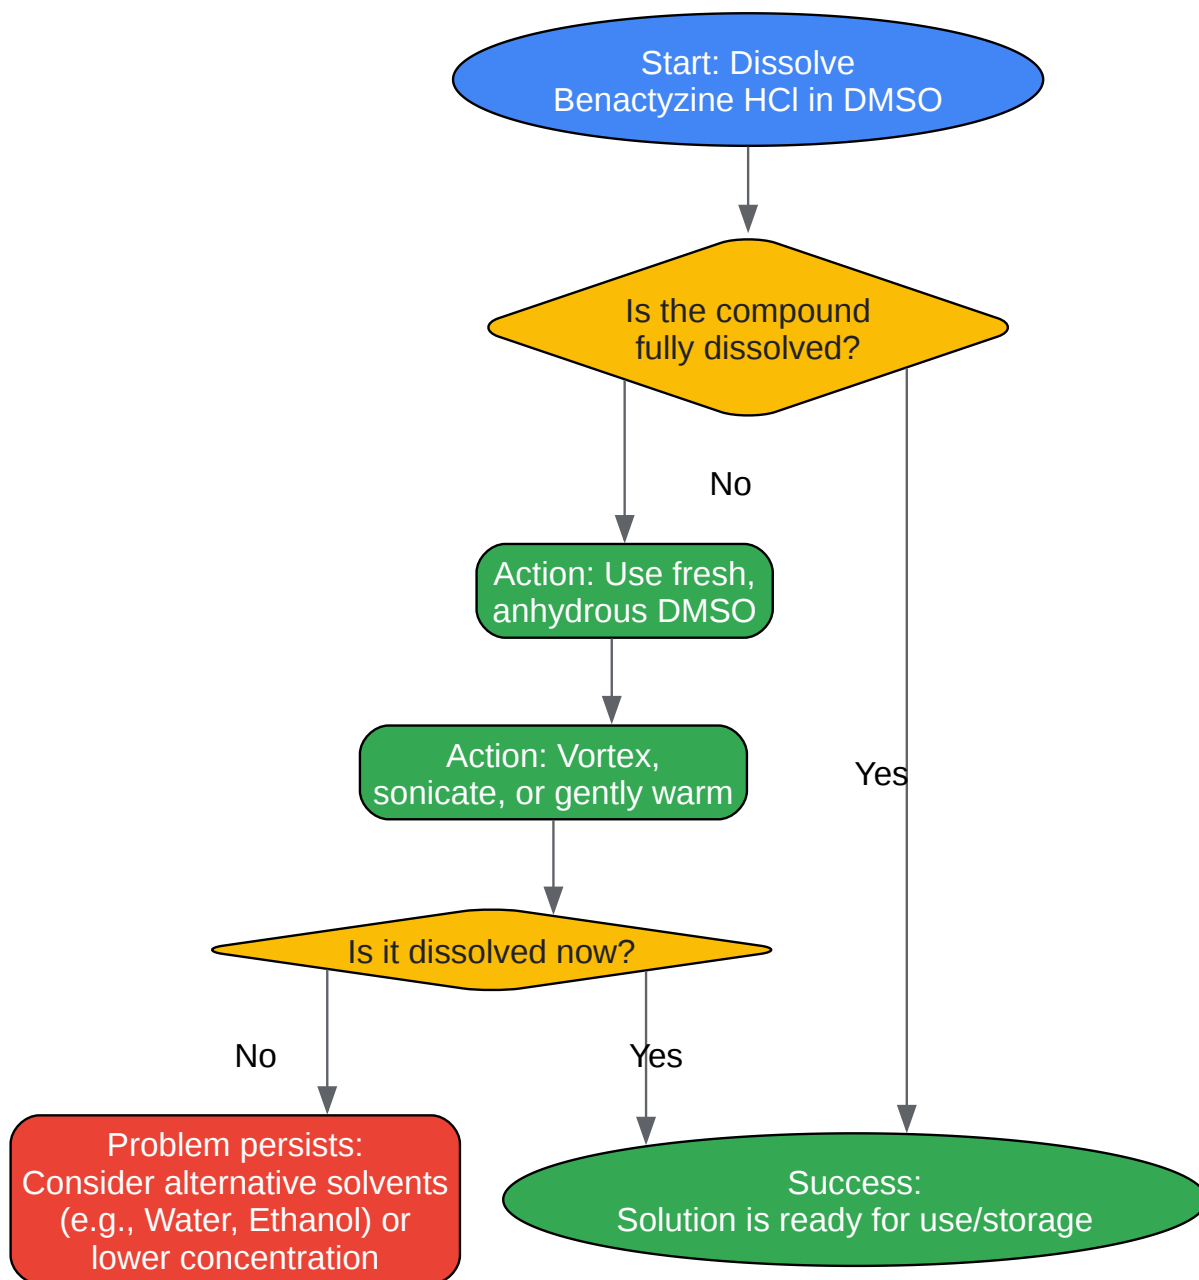 Start: Dissolve
Benactyzine HCl in DMSO
Is the compound
fully dissolved?
No
Action: Use fresh,
anhydrous DMSO
Action: Vortex,
sonicate, or gently warm
Yes
Is it dissolved now?
No
Yes
Problem persists:
Consider alternative solvents
(e.g., Water, Ethanol) or
lower concentration
Success:
Solution is ready for use/storage